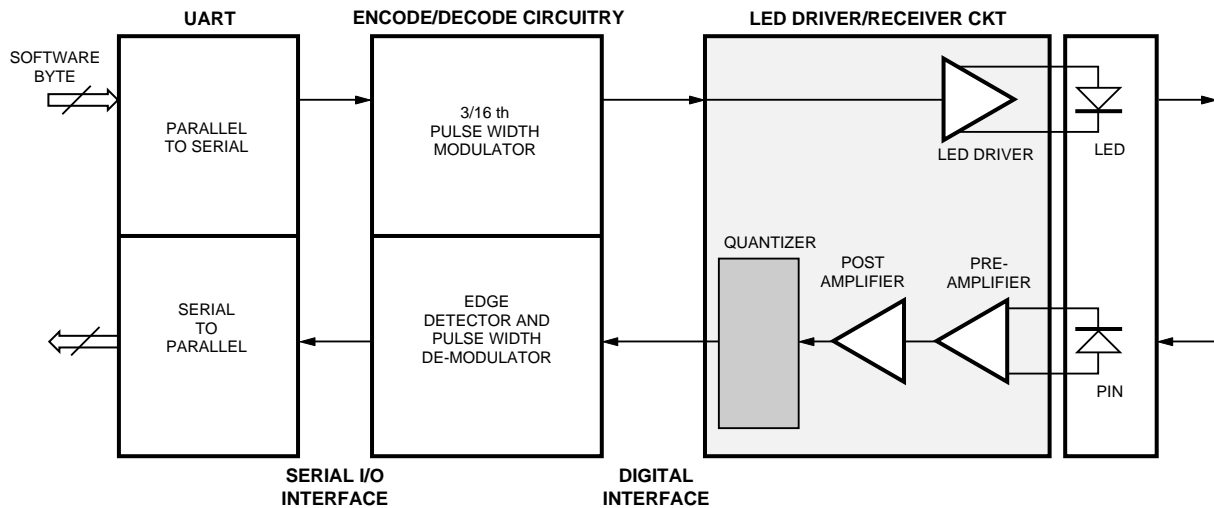 UART
ENCODE/DECODE CIRCUITRY
LED DRIVER/RECEIVER CKT
SOFTWARE
BYTE
PARALLEL
TO SERIAL
3/16 th
PULSE WIDTH
MODULATOR
LED DRIVER
LED
SERIAL
TO
PARALLEL
EDGE
DETECTOR AND
PULSE WIDTH
DE-MODULATOR
QUANTIZER
POST
AMPLIFIER
PRE-
AMPLIFIER
PIN
SERIAL I/O
INTERFACE
DIGITAL
INTERFACE